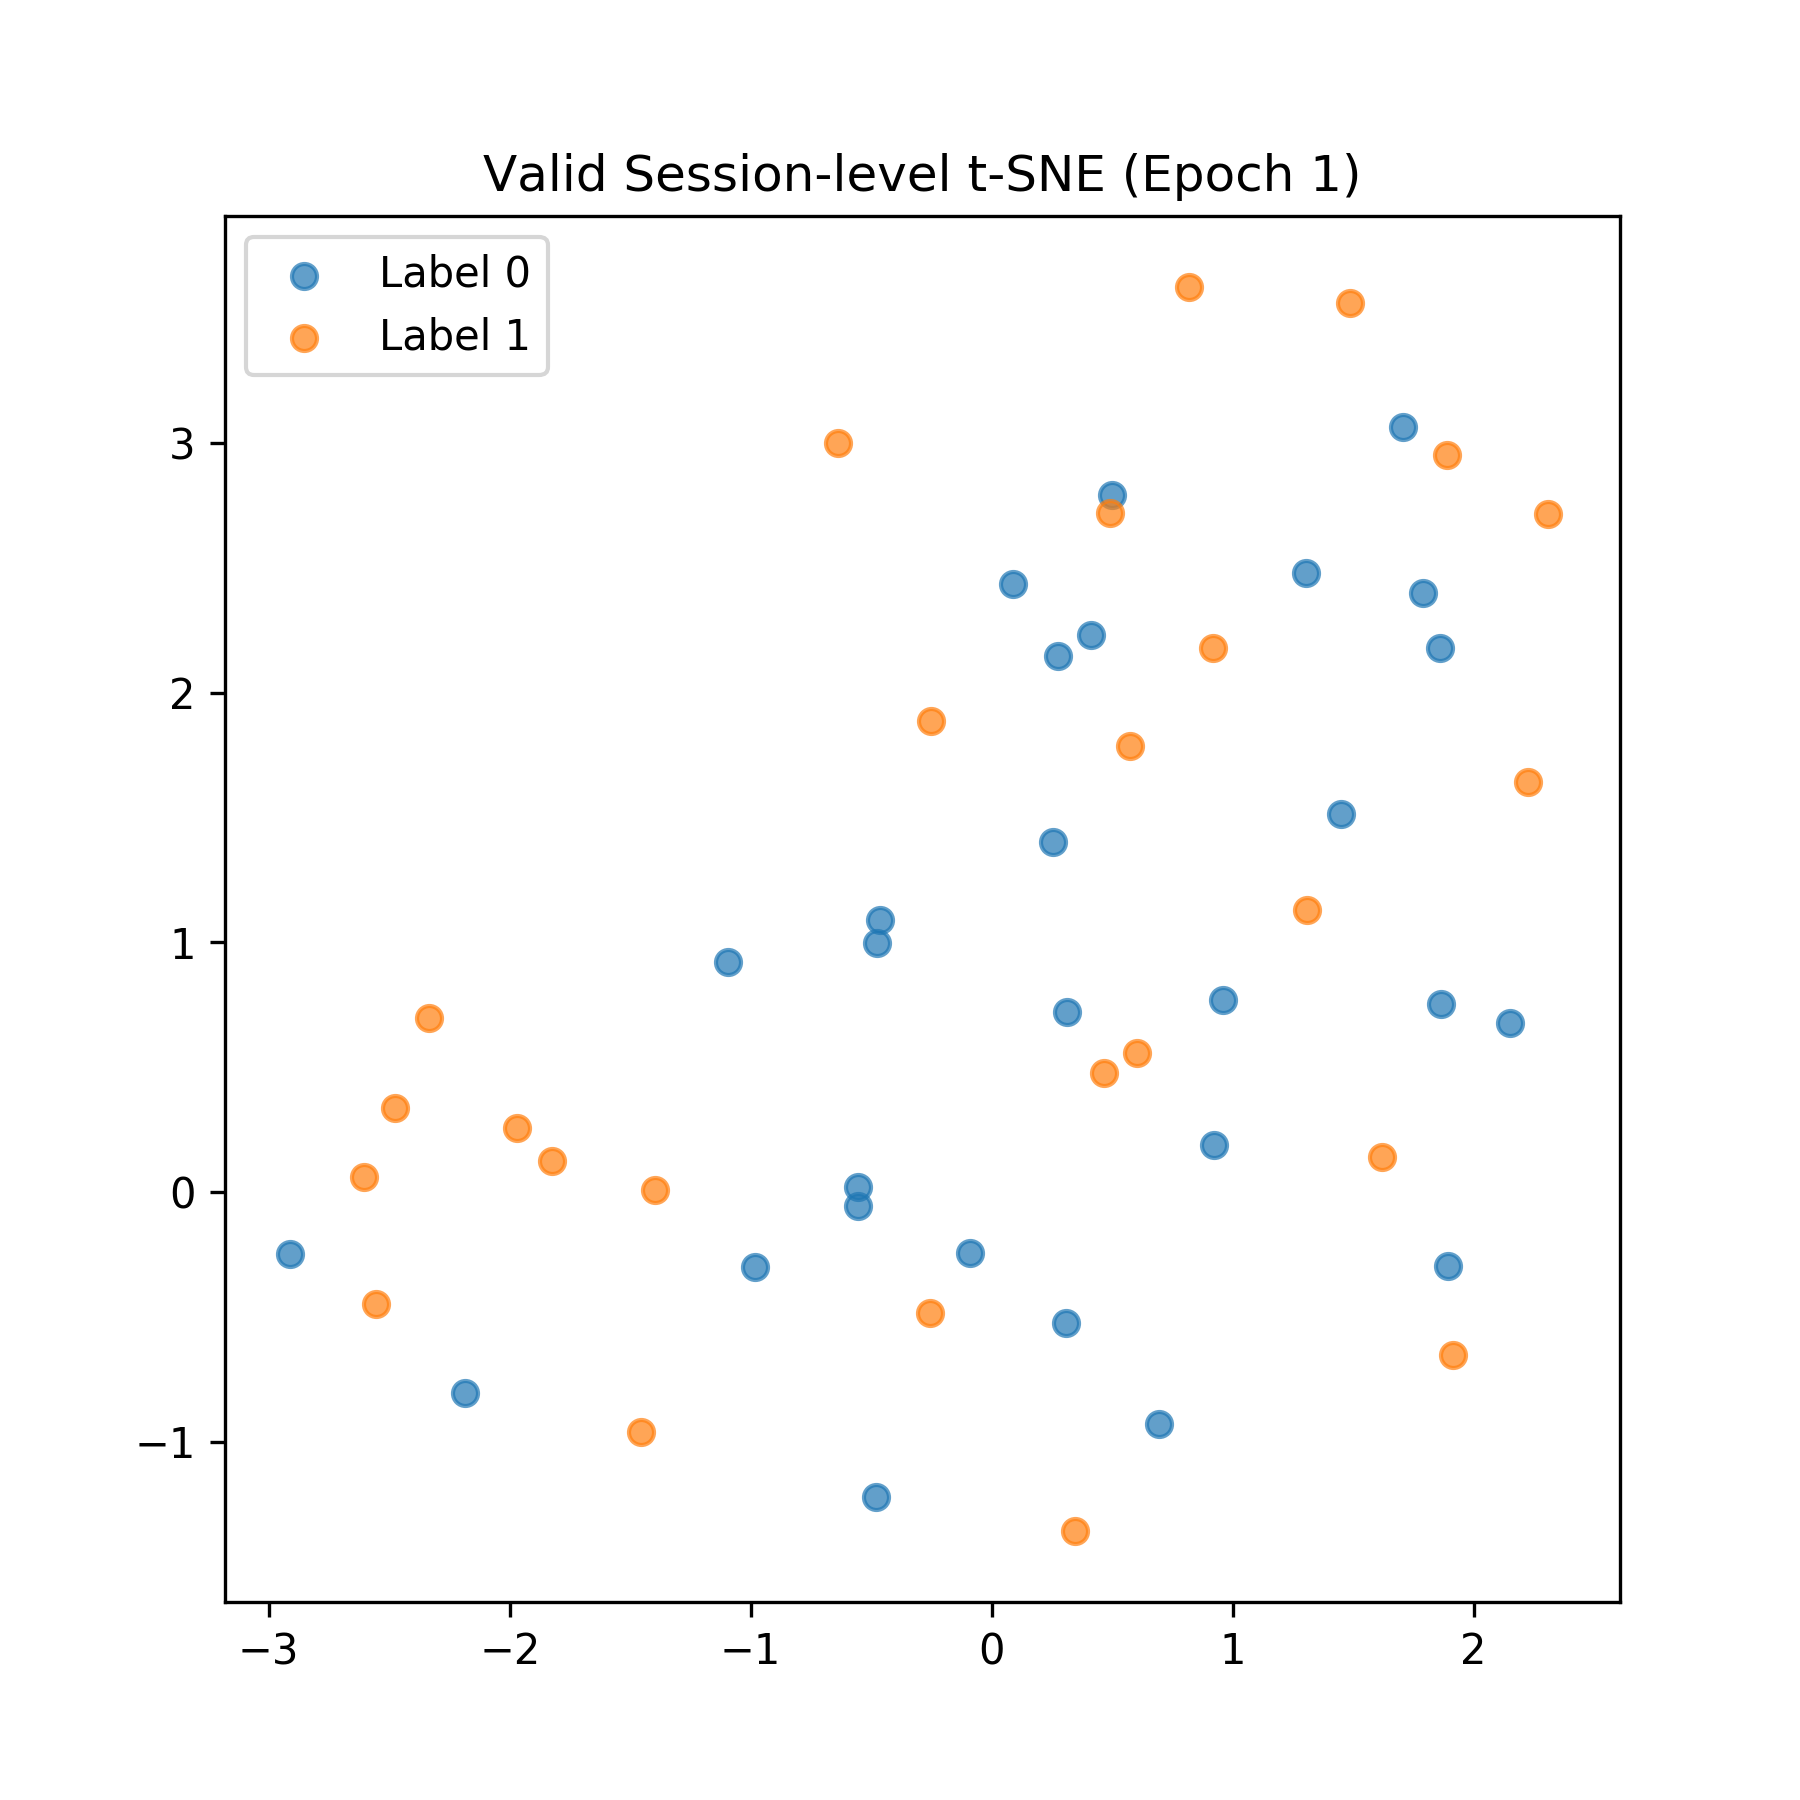 Valid Session-level t-SNE (Epoch 1)
Label 0
Label 1
3
2
1
0
−1
−3 −2 −1 0 1 2